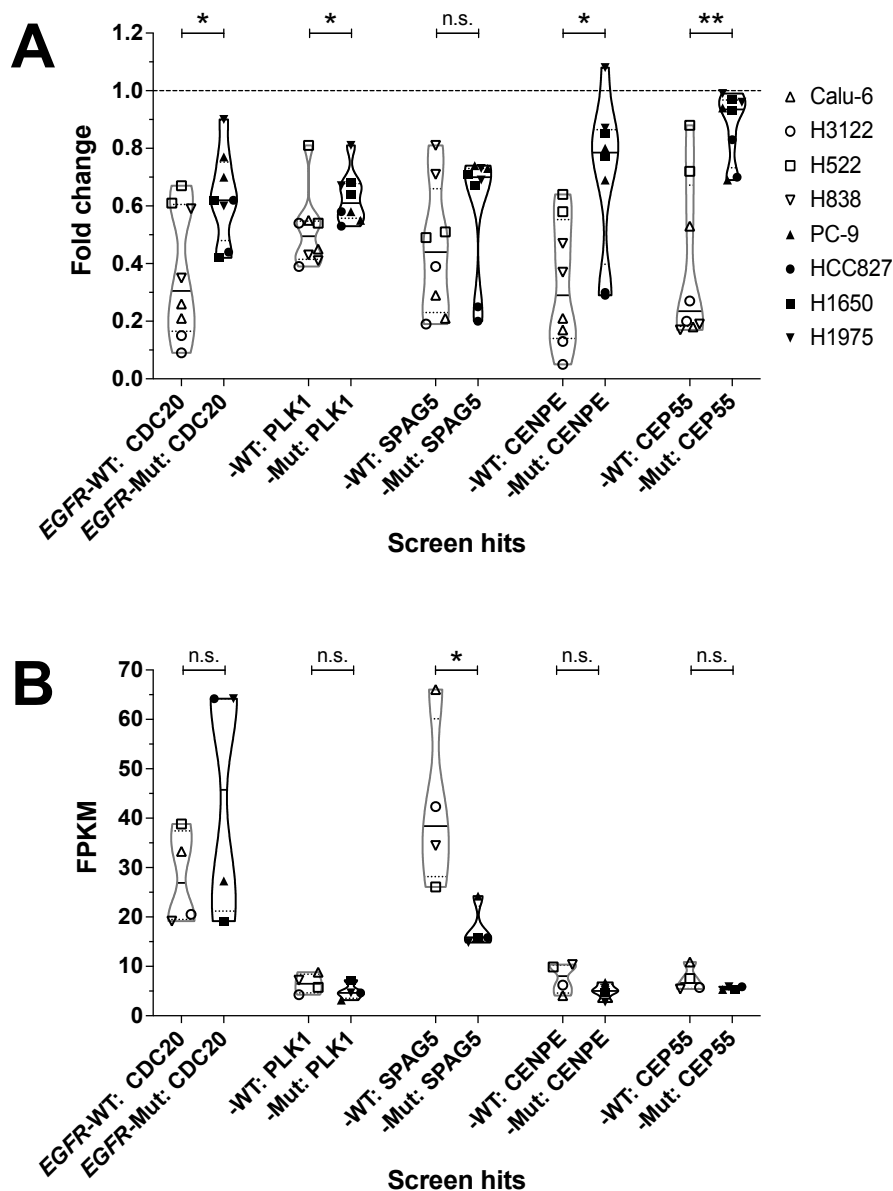 A
* * n.s. * **
1.2
1.0
0.8
0.6
0.4
0.2
0.0
Fold change
Calu-6
H3122
H522
H838
PC-9
HCC827
H1650
H1975
EGFR-WT: CDC20
EGFR-Mut: CDC20
-WT: PLK1
-Mut: PLK1
-WT: SPAG5
-Mut: SPAG5
-WT: CENPE
-Mut: CENPE
-WT: CEP55
-Mut: CEP55
Screen hits
B
n.s. n.s. * n.s. n.s.
70
60
50
40
30
20
10
0
FPKM
EGFR-WT: CDC20
EGFR-Mut: CDC20
-WT: PLK1
-Mut: PLK1
-WT: SPAG5
-Mut: SPAG5
-WT: CENPE
-Mut: CENPE
-WT: CEP55
-Mut: CEP55
Screen hits